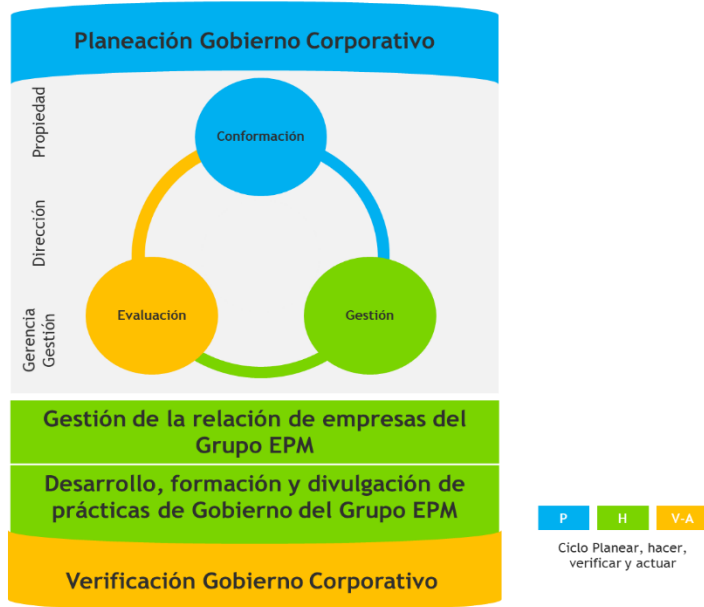 Planeación Gobierno Corporativo
Propiedad
Conformación
Dirección
Evaluación
Gestión
Gerencia
Gestión
Gestión de la relación de empresas del
Grupo EPM
Desarrollo, formación y divulgación de
prácticas de Gobierno del Grupo EPM
Verificación Gobierno Corporativo
P
H
V-A
Ciclo Planear, hacer,
verificar y actuar